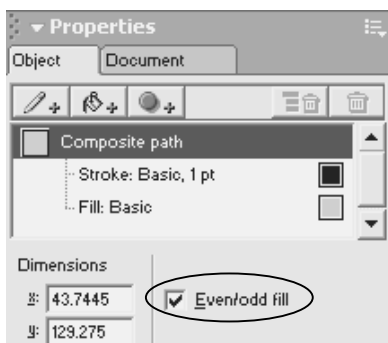 Properties
Object Document
Composite path
Stroke: Basic, 1 pt
Fill: Basic
Dimensions
x: 43.7445 Even/odd fill
y: 129.275